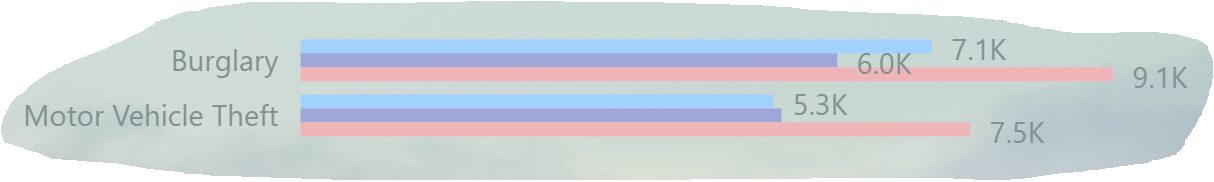 Burglary
7.1K
6.0K
9.1K
Motor Vehicle Theft
5.3K
7.5K